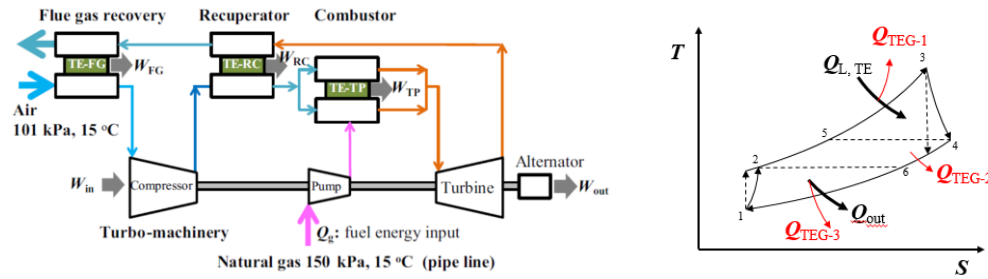 Flue gas recovery
Recuperator
Combustor
TE-FG
W_FG
TE-RC
W_RC
TE-TP
W_TP
Air
101 kPa, 15 °C
W_in
Compressor
Pump
Turbine
Alternator
W_out
Turbo-machinery
Q_g: fuel energy input
Natural gas 150 kPa, 15 °C (pipe line)
T
Q_TEG-1
Q_L, TE
3
5
4
2
6
Q_TEG-2
1
Q_out
Q_TEG-3
S